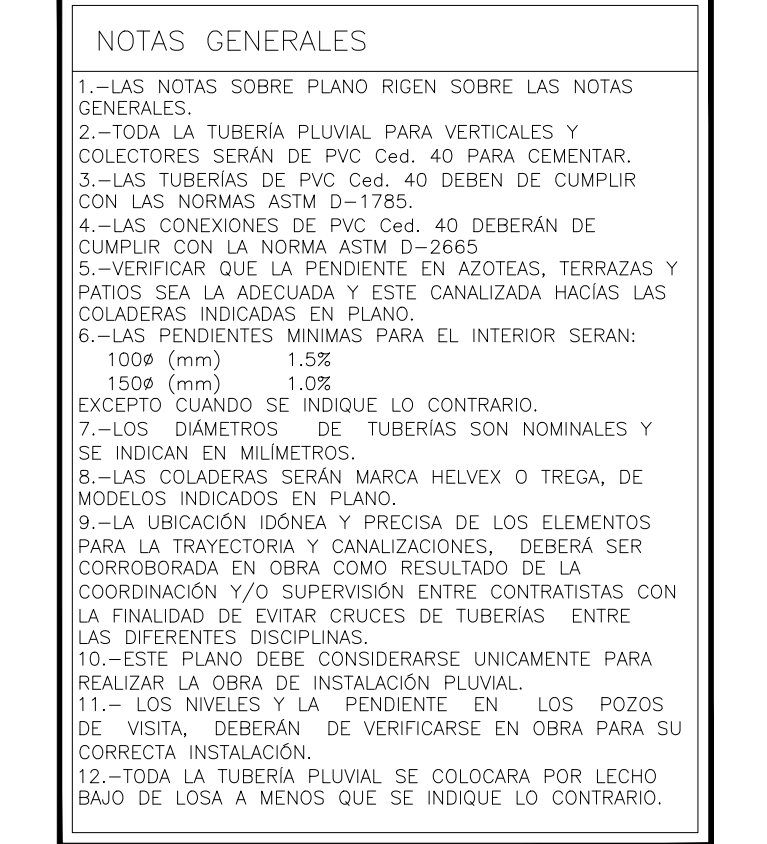 NOTAS GENERALES
1.-LAS NOTAS SOBRE PLANO RIGEN SOBRE LAS NOTAS
GENERALES.
2.-TODA LA TUBERÍA PLUVIAL PARA VERTICALES Y
COLECTORES SERÁN DE PVC Ced. 40 PARA CEMENTAR.
3.-LAS TUBERÍAS DE PVC Ced. 40 DEBEN DE CUMPLIR
CON LAS NORMAS ASTM D-1785.
4.-LAS CONEXIONES DE PVC Ced. 40 DEBERÁN DE
CUMPLIR CON LA NORMA ASTM D-2665
5.-VERIFICAR QUE LA PENDIENTE EN AZOTEAS, TERRAZAS Y
PATIOS SEA LA ADECUADA Y ESTE CANALIZADA HACÍAS LAS
COLADERAS INDICADAS EN PLANO.
6.-LAS PENDIENTES MINIMAS PARA EL INTERIOR SERAN:
100ø (mm) 1.5%
150ø (mm) 1.0%
EXCEPTO CUANDO SE INDIQUE LO CONTRARIO.
7.-LOS DIÁMETROS DE TUBERÍAS SON NOMINALES Y
SE INDICAN EN MILÍMETROS.
8.-LAS COLADERAS SERÁN MARCA HELVEX O TREGA, DE
MODELOS INDICADOS EN PLANO.
9.-LA UBICACIÓN IDÓNEA Y PRECISA DE LOS ELEMENTOS
PARA LA TRAYECTORIA Y CANALIZACIONES, DEBERÁ SER
CORROBORADA EN OBRA COMO RESULTADO DE LA
COORDINACIÓN Y/O SUPERVISIÓN ENTRE CONTRATISTAS CON
LA FINALIDAD DE EVITAR CRUCES DE TUBERÍAS ENTRE
LAS DIFERENTES DISCIPLINAS.
10.-ESTE PLANO DEBE CONSIDERARSE UNICAMENTE PARA
REALIZAR LA OBRA DE INSTALACIÓN PLUVIAL.
11.- LOS NIVELES Y LA PENDIENTE EN LOS POZOS
DE VISITA, DEBERÁN DE VERIFICARSE EN OBRA PARA SU
CORRECTA INSTALACIÓN.
12.-TODA LA TUBERÍA PLUVIAL SE COLOCARA POR LECHO
BAJO DE LOSA A MENOS QUE SE INDIQUE LO CONTRARIO.